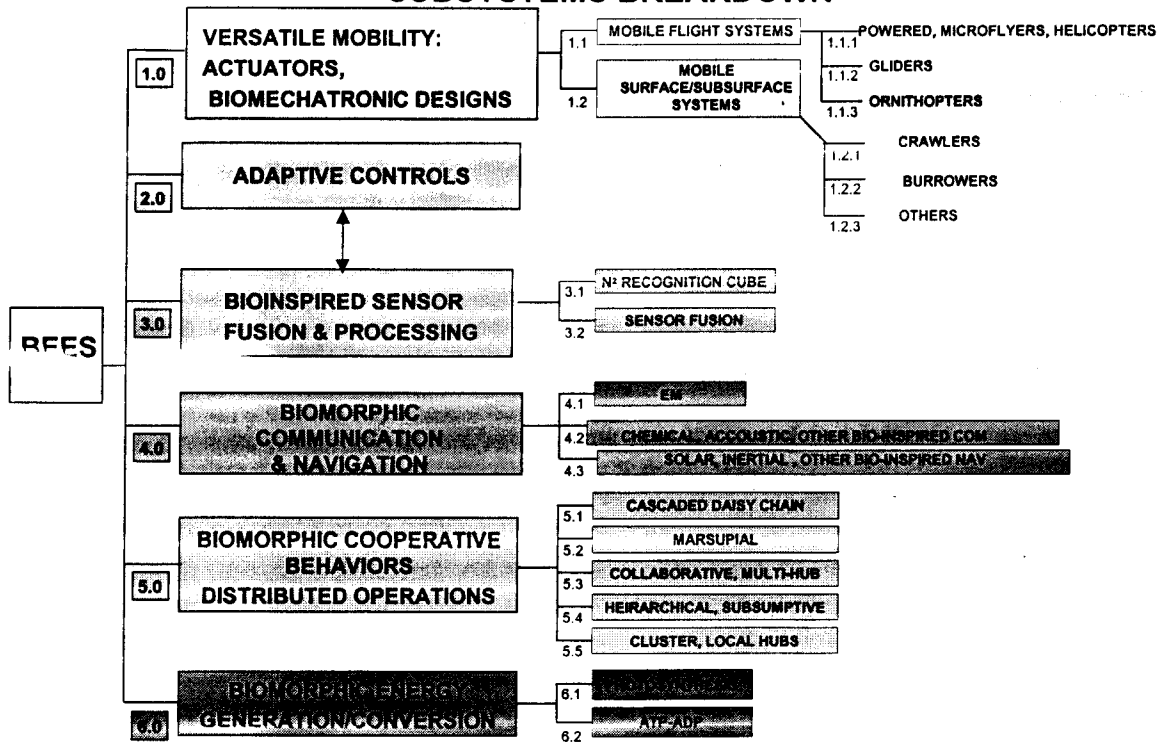 SUBSYSTEMS BREAKDOWN
BEES
1.0
VERSATILE MOBILITY:
ACTUATORS,
BIOMECHATRONIC DESIGNS
1.1
MOBILE FLIGHT SYSTEMS
1.1.1
POWERED, MICROFLYERS, HELICOPTERS
1.1.2
GLIDERS
1.1.3
ORNITHOPTERS
1.2
MOBILE
SURFACE/SUBSURFACE
SYSTEMS
1.2.1
CRAWLERS
1.2.2
BURROWERS
1.2.3
OTHERS
2.0
ADAPTIVE CONTROLS
3.0
BIOINSPIRED SENSOR
FUSION & PROCESSING
3.1
N² RECOGNITION CUBE
3.2
SENSOR FUSION
4.0
BIOMORPHIC
COMMUNICATION
& NAVIGATION
4.1
EM
4.2
CHEMICAL, ACCOUSTIC, OTHER BIO-INSPIRED COM
4.3
SOLAR, INERTIAL , OTHER BIO-INSPIRED NAV
5.0
BIOMORPHIC COOPERATIVE
BEHAVIORS
DISTRIBUTED OPERATIONS
5.1
CASCADED DAISY CHAIN
5.2
MARSUPIAL
5.3
COLLABORATIVE, MULTI-HUB
5.4
HEIRARCHICAL, SUBSUMPTIVE
5.5
CLUSTER, LOCAL HUBS
6.0
BIOMORPHIC ENERGY
GENERATION/CONVERSION
6.1
6.2
ATP-ADP